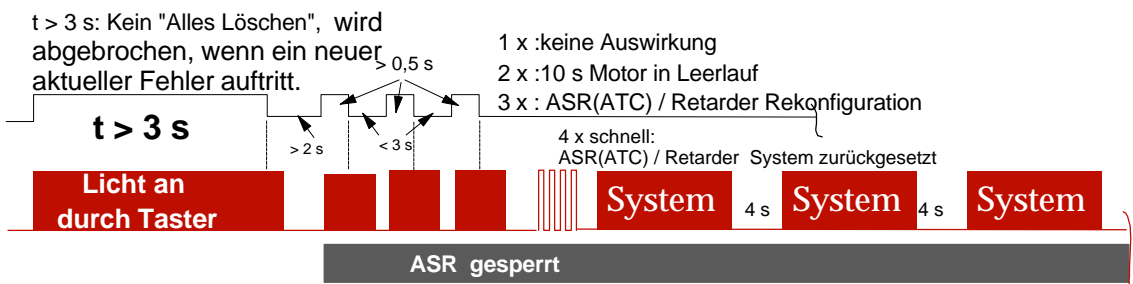 t > 3 s: Kein "Alles Löschen", wird
abgebrochen, wenn ein neuer
aktueller Fehler auftritt.
> 0,5 s
1 x :keine Auswirkung
2 x :10 s Motor in Leerlauf
3 x : ASR(ATC) / Retarder Rekonfiguration
t > 3 s
> 2 s
< 3 s
4 x schnell:
ASR(ATC) / Retarder System zurückgesetzt
Licht an
durch Taster
System
4 s
System
4 s
System
ASR gesperrt